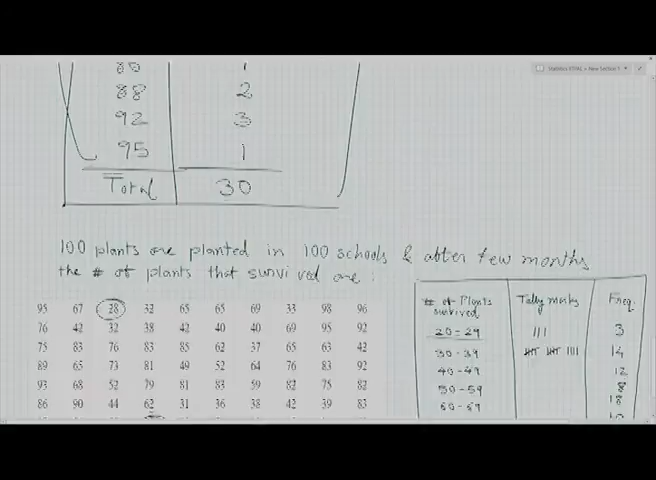 Statistics
88 2
92 3
95 1
Total 30
100 plants are planted in 100 schools & after few months
the # of plants that survived are:
95 67 28 32 65 65 69 33 98 96
76 42 32 38 42 40 40 69 95 92
75 83 76 83 85 62 37 65 63 42
89 65 73 81 49 52 64 76 83 92
93 68 52 79 81 83 59 82 75 82
86 90 44 62 31 36 38 42 39 83
# of Plants survived Tally marks Freq.
20-29 3
30-39 14
40-49 12
50-59 8
60-69 18